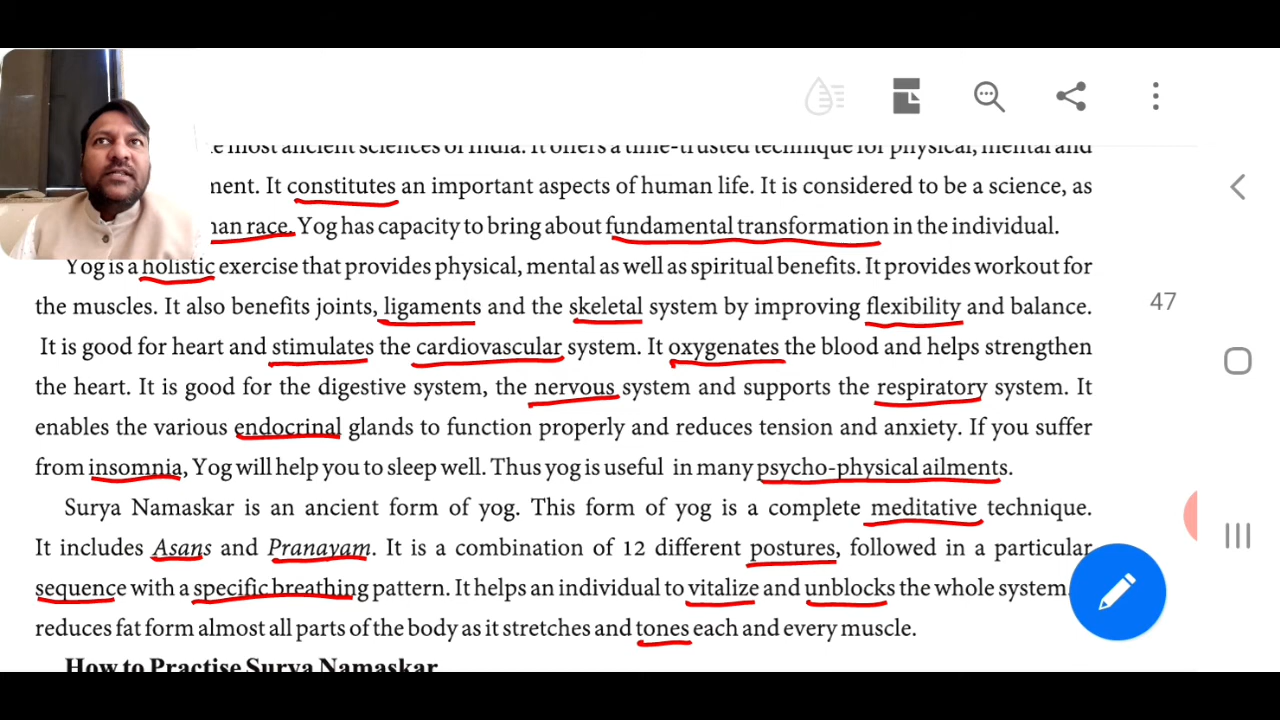 e most ancient sciences of India. It offers a time-trusted technique for physical, mental and
nent. It constitutes an important aspects of human life. It is considered to be a science, as
nan race. Yog has capacity to bring about fundamental transformation in the individual.
Yog is a holistic exercise that provides physical, mental as well as spiritual benefits. It provides workout for
the muscles. It also benefits joints, ligaments and the skeletal system by improving flexibility and balance.
47
It is good for heart and stimulates the cardiovascular system. It oxygenates the blood and helps strengthen
the heart. It is good for the digestive system, the nervous system and supports the respiratory system. It
enables the various endocrinal glands to function properly and reduces tension and anxiety. If you suffer
from insomnia, Yog will help you to sleep well. Thus yog is useful in many psycho-physical ailments.
Surya Namaskar is an ancient form of yog. This form of yog is a complete meditative technique.
It includes Asans and Pranayam. It is a combination of 12 different postures, followed in a particular
sequence with a specific breathing pattern. It helps an individual to vitalize and unblocks the whole system.
reduces fat form almost all parts of the body as it stretches and tones each and every muscle.
How to Practise Surya Namaskar